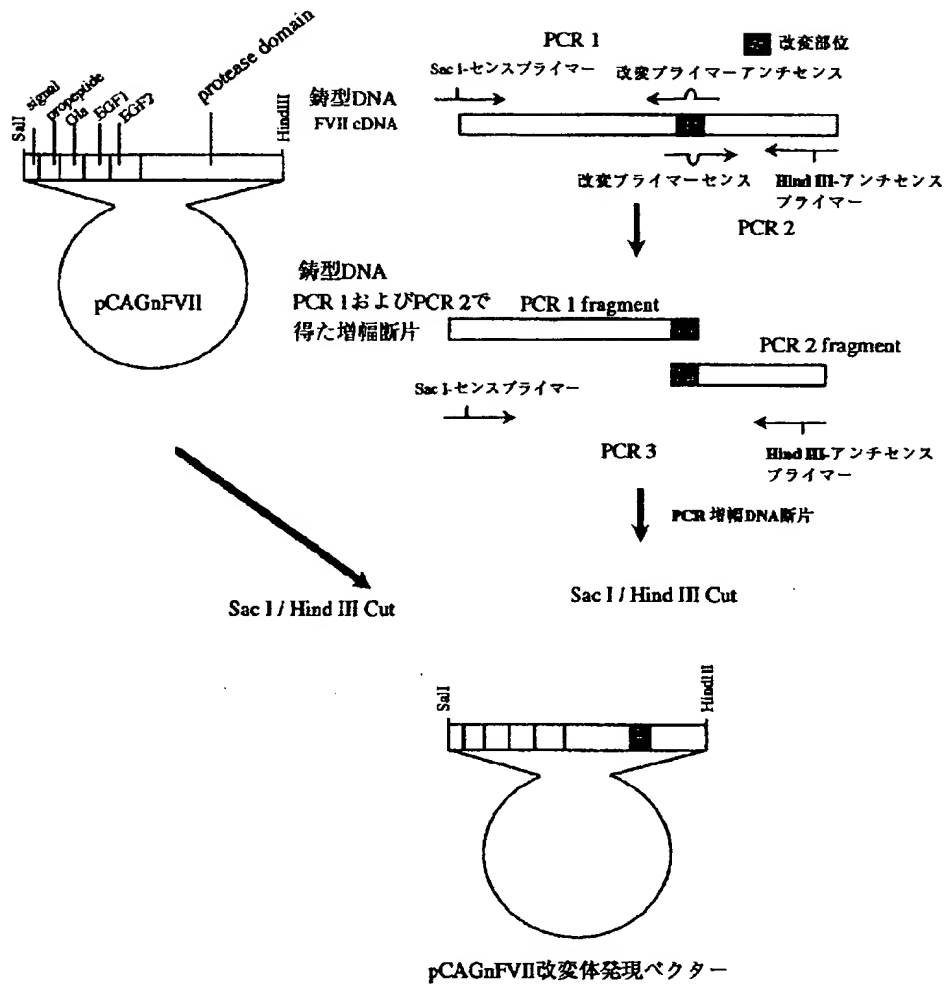 SalI
signal
propeptide
Gla
EGF1
EGF2
protease domain
HindIII
pCAGnFVII
PCR 1
改変部位
Sac I-センスプライマー
改変プライマーアンチセンス
鋳型DNA
FVII cDNA
改変プライマーセンス
Hind III-アンチセンス
プライマー
PCR 2
鋳型DNA
PCR 1およびPCR 2で
得た増幅断片
PCR 1 fragment
PCR 2 fragment
Sac I-センスプライマー
Hind III-アンチセンス
プライマー
PCR 3
PCR 増幅DNA断片
Sac I / Hind III Cut
Sac I / Hind III Cut
SalI
HindIII
pCAGnFVII改変体発現ベクター